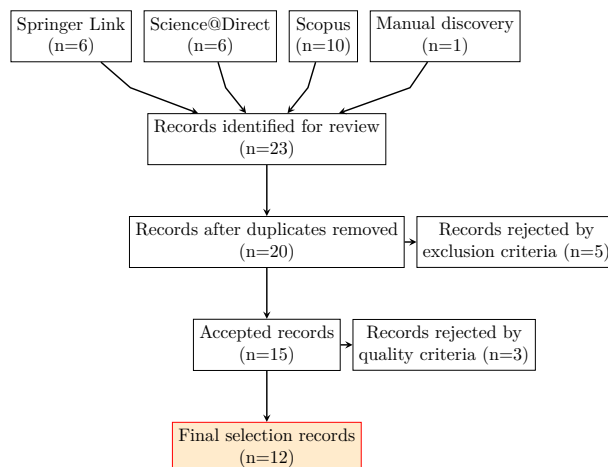 Springer Link
(n=6)
Science@Direct
(n=6)
Scopus
(n=10)
Manual discovery
(n=1)
Records identified for review
(n=23)
Records after duplicates removed
(n=20)
Records rejected by
exclusion criteria (n=5)
Accepted records
(n=15)
Records rejected by
quality criteria (n=3)
Final selection records
(n=12)